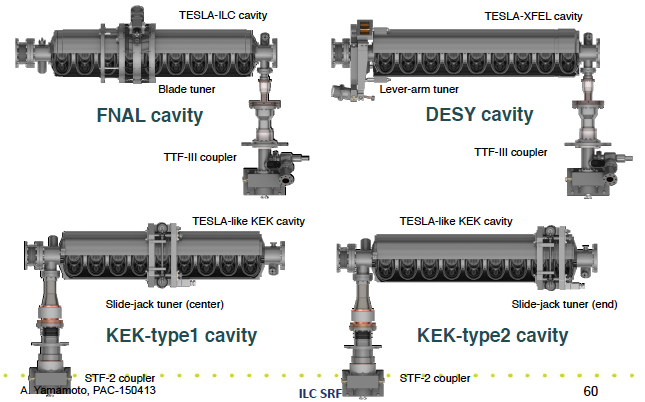 TESLA-ILC cavity
TESLA-XFEL cavity
Blade tuner
Lever-arm tuner
FNAL cavity
DESY cavity
TTF-III coupler
TTF-III coupler
TESLA-like KEK cavity
TESLA-like KEK cavity
Slide-jack tuner (center)
Slide-jack tuner (end)
KEK-type1 cavity
KEK-type2 cavity
STF-2 coupler
STF-2 coupler
A. Yamamoto, PAC-150413
ILC SRF
60